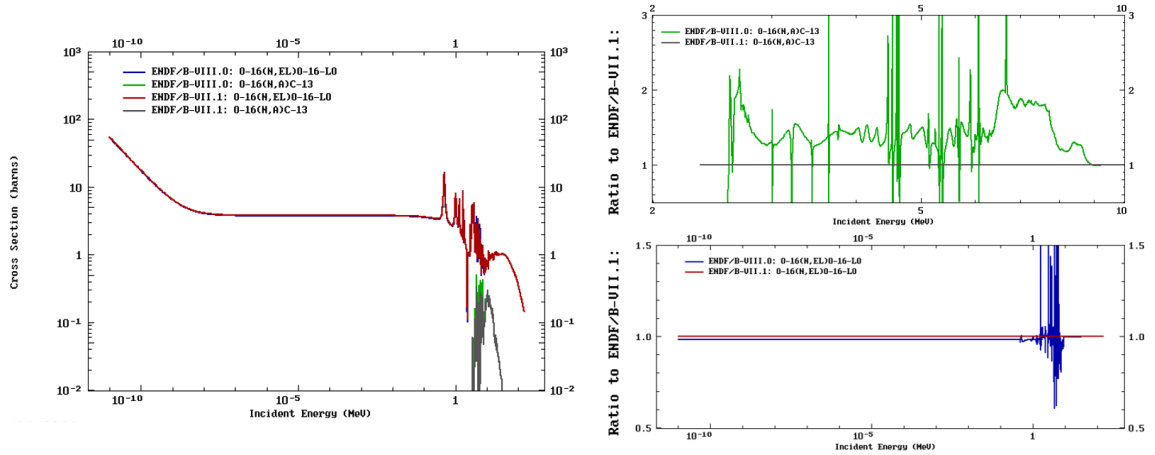 10⁻¹⁰ 10⁻⁵ 1
10³ 10³
ENDF/B-VIII.0: O-16(N,EL)O-16-L0
ENDF/B-VIII.0: O-16(N,A)C-13
ENDF/B-VII.1: O-16(N,EL)O-16-L0
ENDF/B-VII.1: O-16(N,A)C-13
10² 10²
10 10
1 1
10⁻¹ 10⁻¹
10⁻² 10⁻²
Cross Section (barns)
10⁻¹⁰ 10⁻⁵ 1
Incident Energy (MeV)
2 5 10
3 3
ENDF/B-VIII.0: O-16(N,A)C-13
ENDF/B-VII.1: O-16(N,A)C-13
2 2
1 1
Ratio to ENDF/B-VII.1:
2 5 10
Incident Energy (MeV)
10⁻¹⁰ 10⁻⁵ 1
1.5 1.5
ENDF/B-VIII.0: O-16(N,EL)O-16-L0
ENDF/B-VII.1: O-16(N,EL)O-16-L0
1.0 1.0
0.5 0.5
Ratio to ENDF/B-VII.1:
10⁻¹⁰ 10⁻⁵ 1
Incident Energy (MeV)